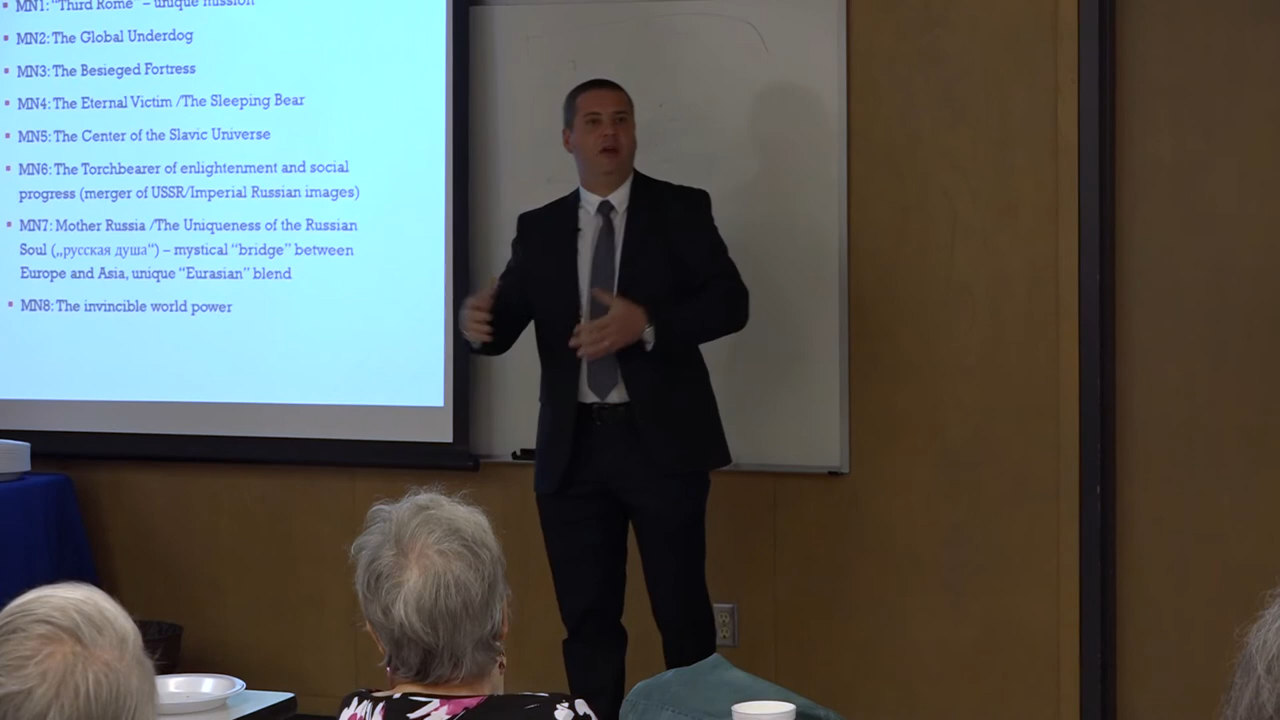 MN1: "Third Rome" – unique mission
MN2: The Global Underdog
MN3: The Besieged Fortress
MN4: The Eternal Victim /The Sleeping Bear
MN5: The Center of the Slavic Universe
MN6: The Torchbearer of enlightenment and social
progress (merger of USSR/Imperial Russian images)
MN7: Mother Russia /The Uniqueness of the Russian
Soul („русская душа“) – mystical “bridge” between
Europe and Asia, unique “Eurasian” blend
MN8: The invincible world power